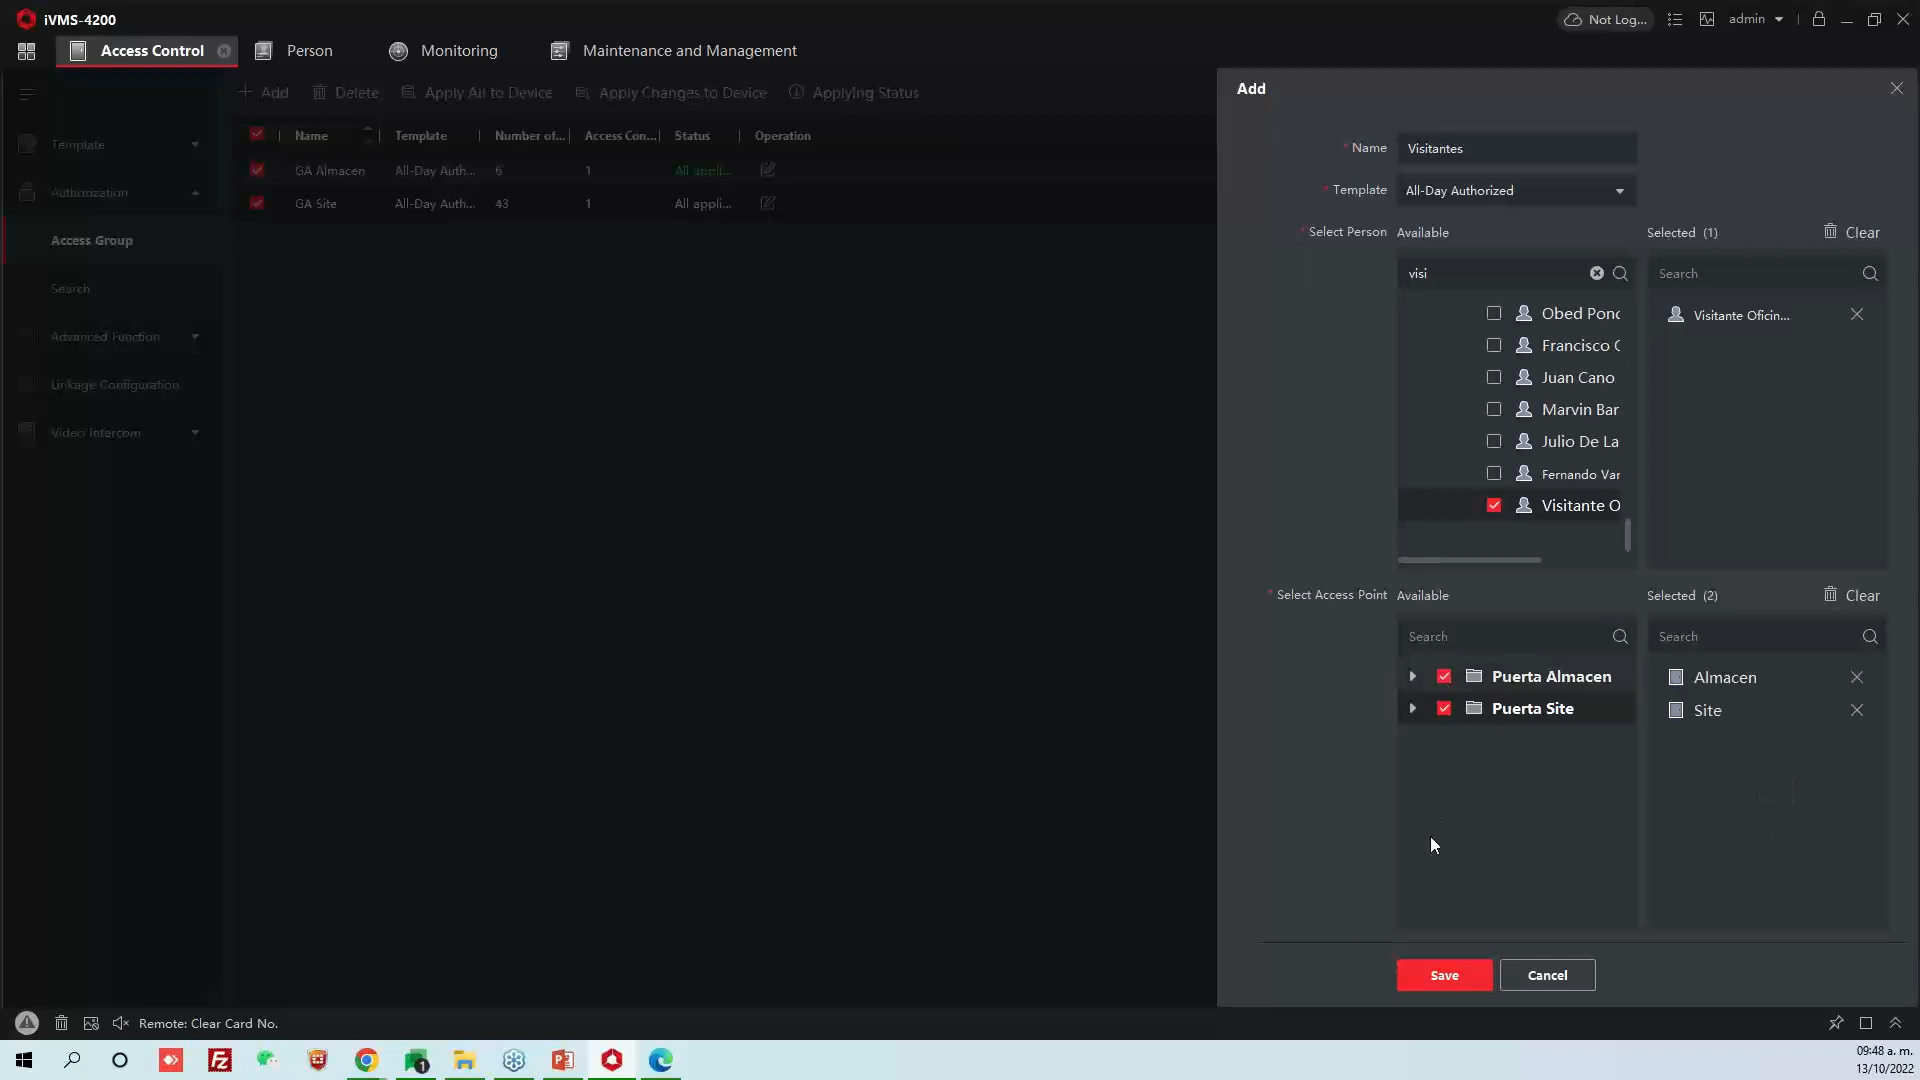 iVMS-4200
Not Log...
admin
Access Control
Person
Monitoring
Maintenance and Management
Add
Delete
Apply All to Device
Apply Changes to Device
Applying Status
Template
Authorization
Access Group
Search
Advanced Function
Linkage Configuration
Video Intercom
Name
Template
Number of...
Access Con...
Status
Operation
GA Almacen
All-Day Auth...
6
1
All appli...
GA Site
All-Day Auth...
43
1
All appli...
Add
* Name
Visitantes
* Template
All-Day Authorized
* Select Person
Available
Selected (1)
Clear
visi
Search
Obed Ponc
Francisco
Juan Cano
Marvin Bar
Julio De La
Fernando Var
Visitante O
Visitante Oficin...
* Select Access Point
Available
Selected (2)
Clear
Search
Search
Puerta Almacen
Puerta Site
Almacen
Site
Save
Cancel
Remote: Clear Card No.
1
09:48 a. m.
13/10/2022